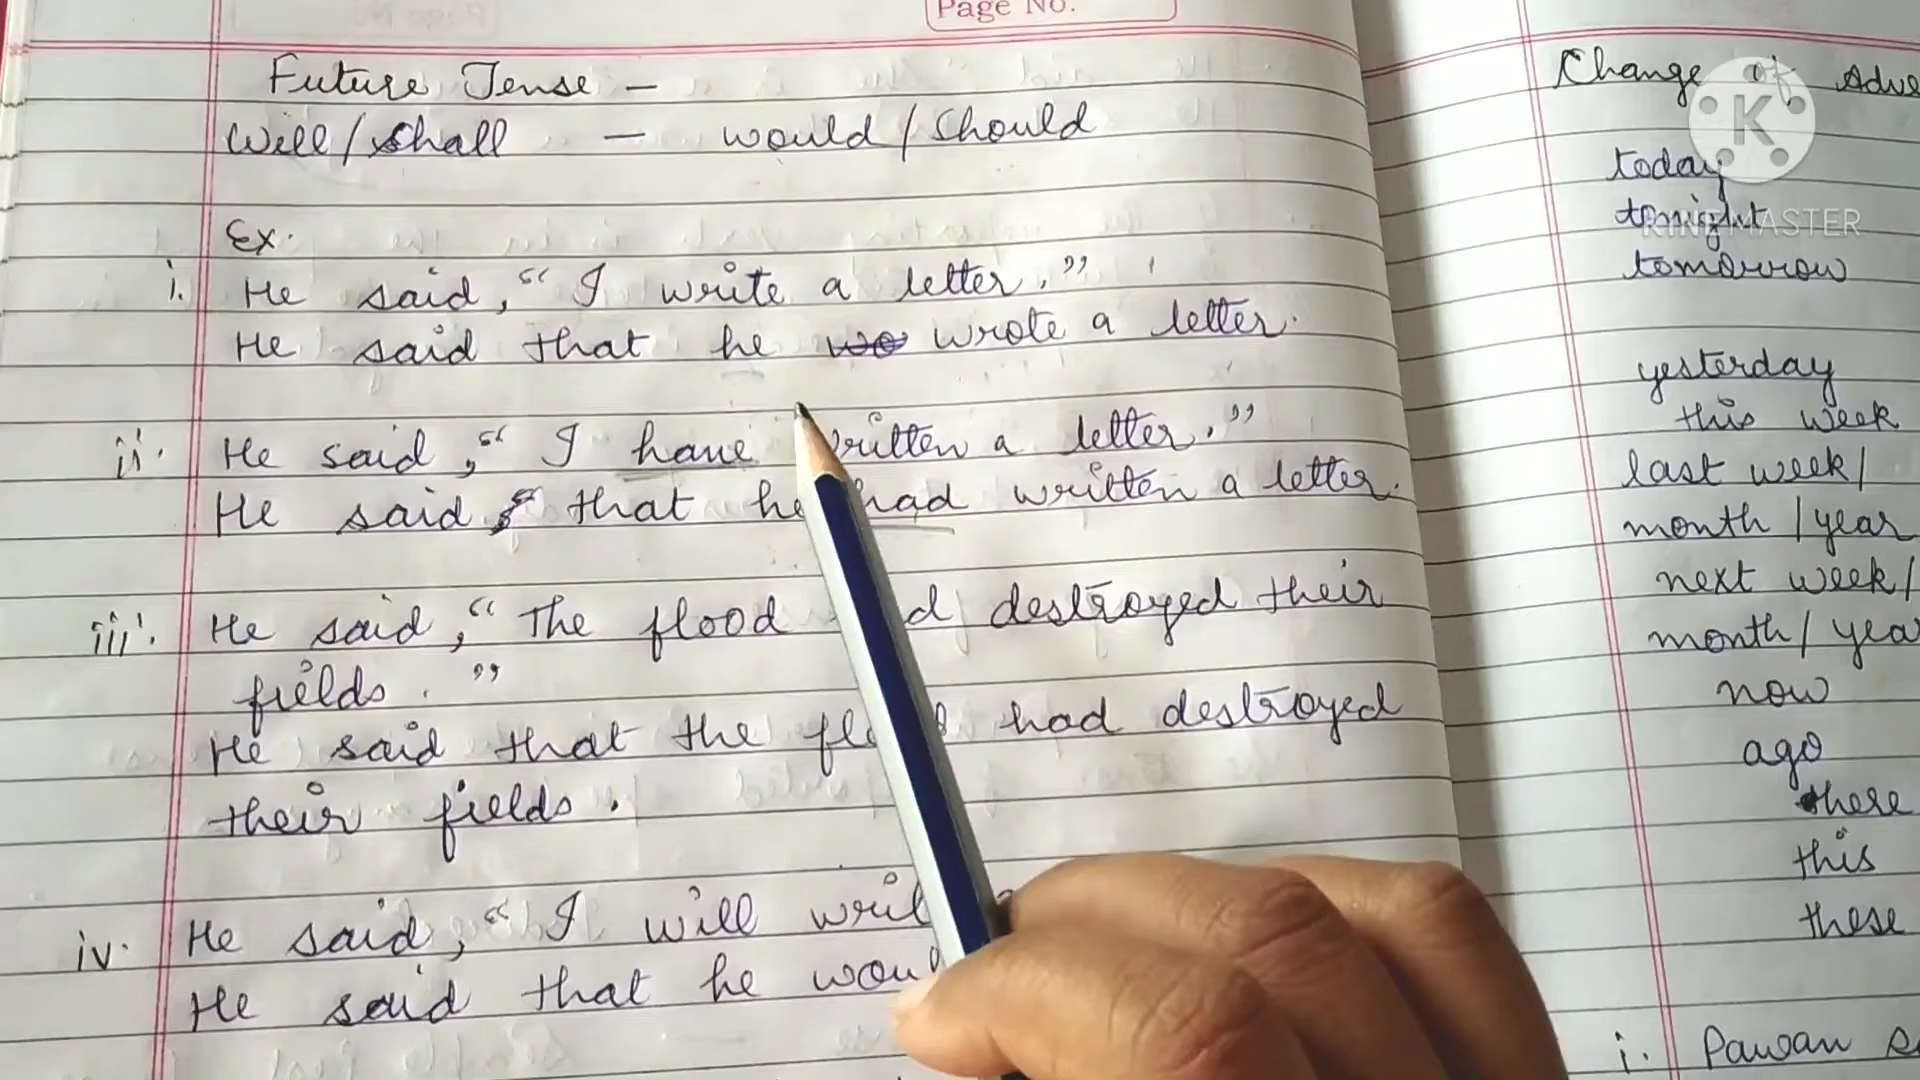 Page No.
Future Tense –
Will/shall – would/should
Ex.
i. He said, "I write a letter."
He said that he wrote a letter.
ii. He said, "I have written a letter."
He said that he had written a letter.
iii. He said, "The flood destroyed their
fields."
He said that the had destroyed
their fields.
iv. He said, "I will
He said that he
Change of
today
tonight
tomorrow
yesterday
this week
last week/
month/year
next week/
month/
now
ago
these
this
these
i. Pawan
K
KINEMASTER